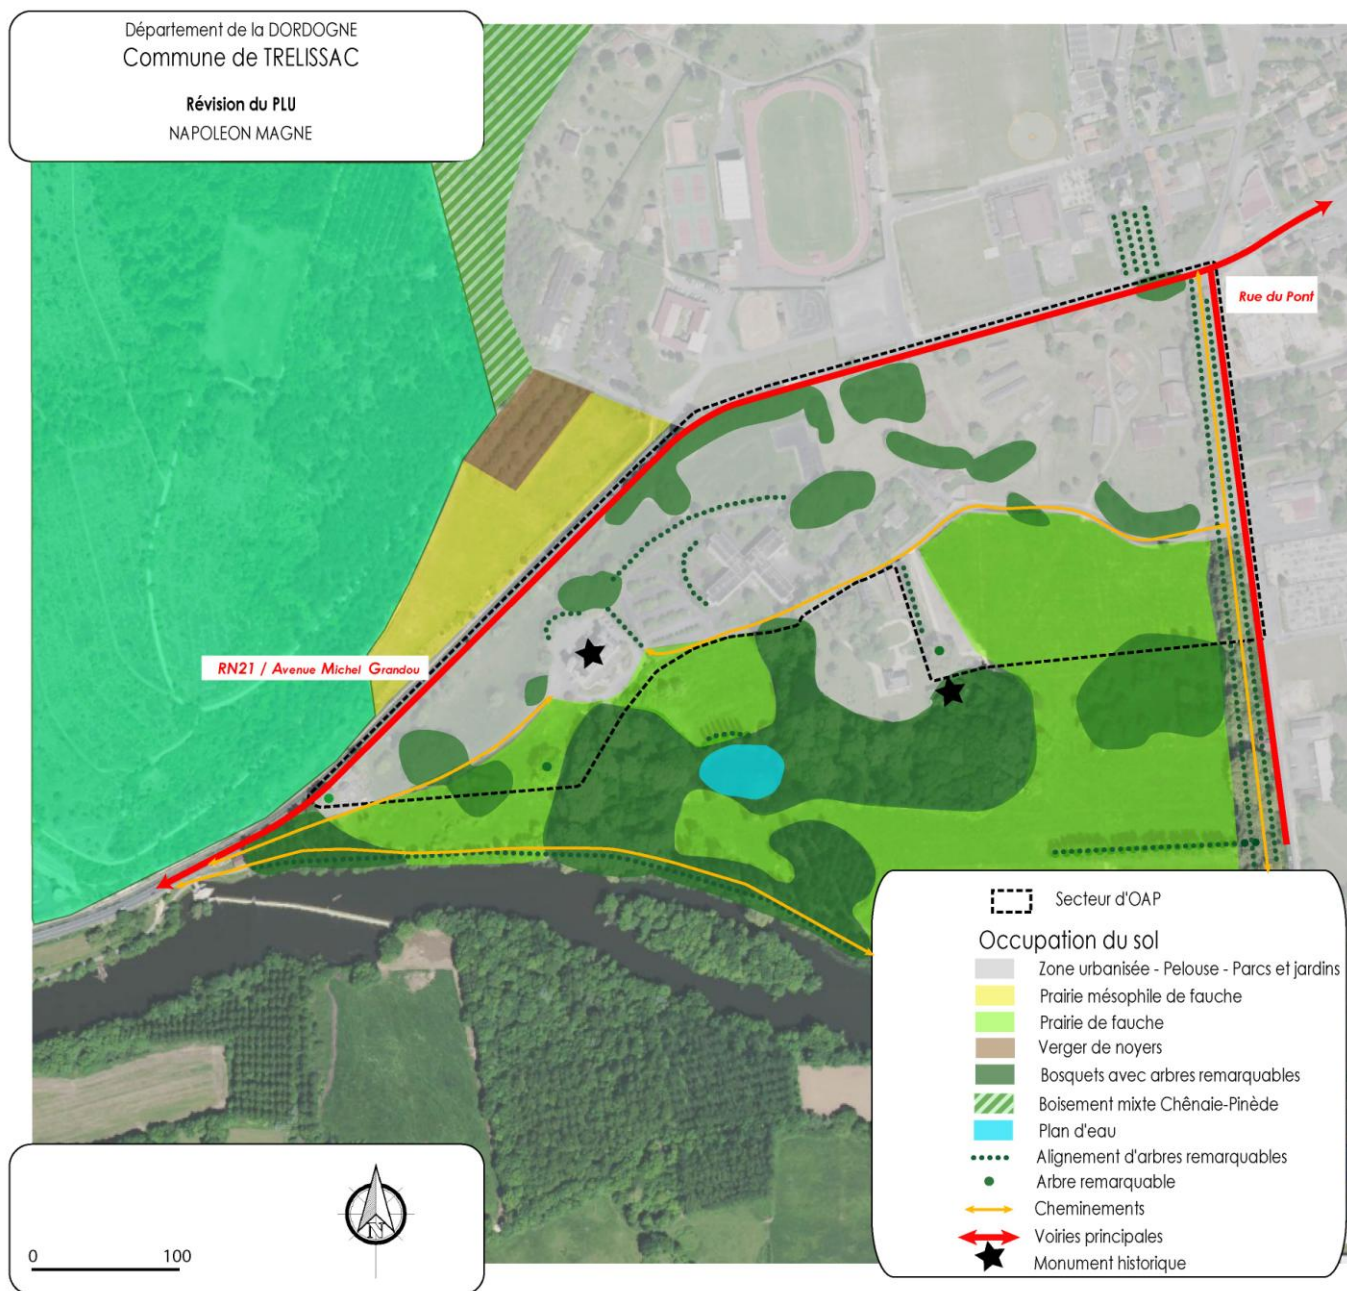 Département de la DORDOGNE
Commune de TRELISSAC
Révision du PLU
NAPOLEON MAGNE
Rue du Pont
RN21 / Avenue Michel Grandou
Secteur d'OAP
Occupation du sol
Zone urbanisée - Pelouse - Parcs et jardins
Prairie mésophile de fauche
Prairie de fauche
Verger de noyers
Bosquets avec arbres remarquables
Boisement mixte Chênaie-Pinède
Plan d'eau
Alignement d'arbres remarquables
Arbre remarquable
Cheminements
Voiries principales
Monument historique
N
0 100